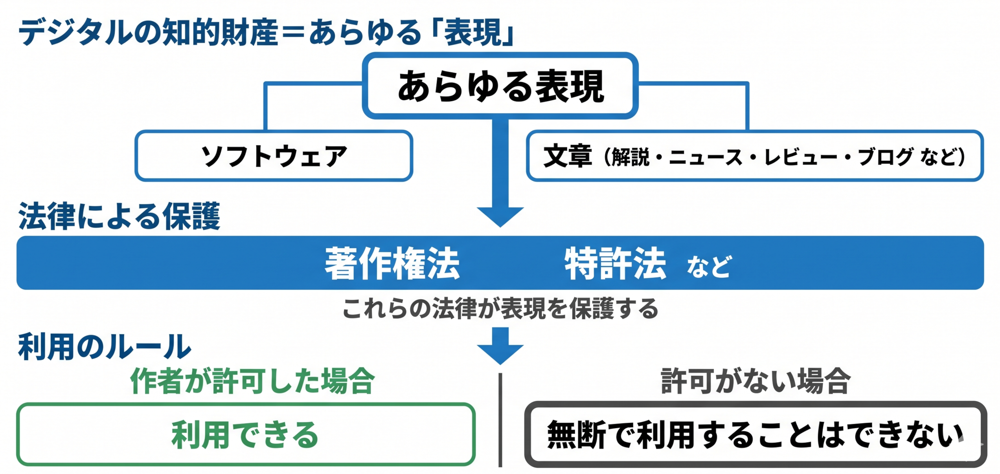 デジタルの知的財産＝あらゆる「表現」
あらゆる表現
ソフトウェア
文章（解説・ニュース・レビュー・ブログ など）
法律による保護
著作権法 特許法 など
これらの法律が表現を保護する
利用のルール
作者が許可した場合
許可がない場合
利用できる
無断で利用することはできない